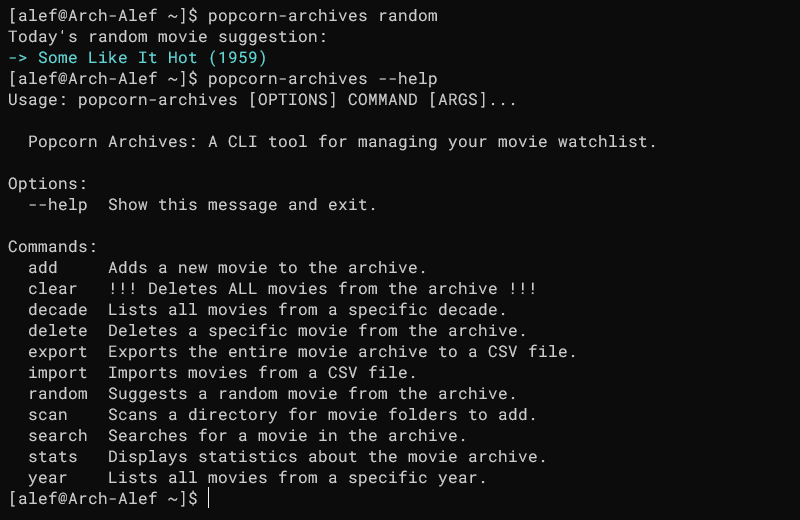 [alef@Arch-Alef ~]$ popcorn-archives random
Today's random movie suggestion:
-> Some Like It Hot (1959)
[alef@Arch-Alef ~]$ popcorn-archives --help
Usage: popcorn-archives [OPTIONS] COMMAND [ARGS]...

  Popcorn Archives: A CLI tool for managing your movie watchlist.

Options:
  --help  Show this message and exit.

Commands:
  add     Adds a new movie to the archive.
  clear   !!! Deletes ALL movies from the archive !!!
  decade  Lists all movies from a specific decade.
  delete  Deletes a specific movie from the archive.
  export  Exports the entire movie archive to a CSV file.
  import  Imports movies from a CSV file.
  random  Suggests a random movie from the archive.
  scan    Scans a directory for movie folders to add.
  search  Searches for a movie in the archive.
  stats   Displays statistics about the movie archive.
  year    Lists all movies from a specific year.
[alef@Arch-Alef ~]$